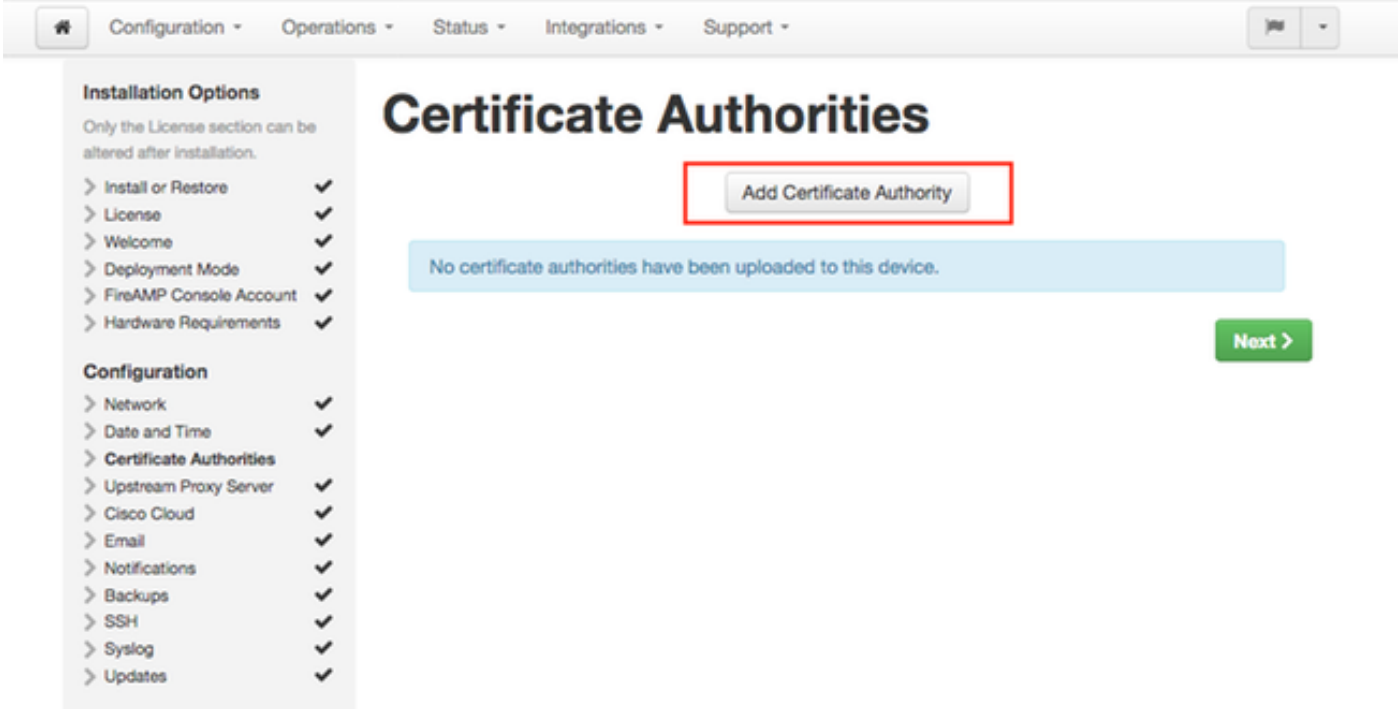 Configuration Operations Status Integrations Support
Installation Options
Only the License section can be
altered after installation.
Install or Restore
License
Welcome
Deployment Mode
FireAMP Console Account
Hardware Requirements
Configuration
Network
Date and Time
Certificate Authorities
Upstream Proxy Server
Cisco Cloud
Email
Notifications
Backups
SSH
Syslog
Updates
Certificate Authorities
Add Certificate Authority
No certificate authorities have been uploaded to this device.
Next